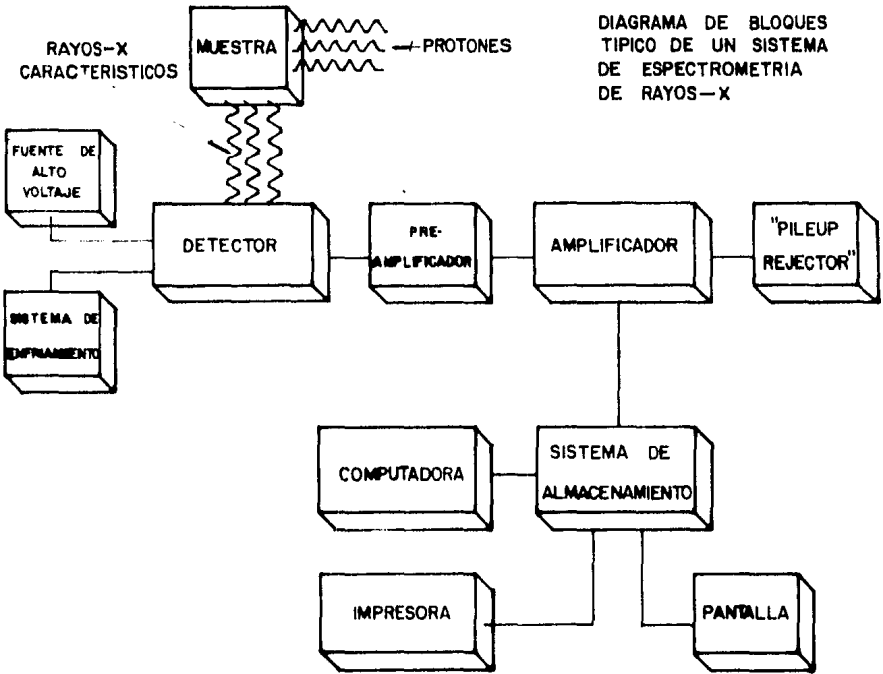 DIAGRAMA DE BLOQUES
TIPICO DE UN SISTEMA
DE ESPECTROMETRIA
DE RAYOS-X
RAYOS-X
CARACTERISTICOS
MUESTRA
PROTONES
FUENTE DE
ALTO
VOLTAJE
DETECTOR
PRE-
AMPLIFICADOR
AMPLIFICADOR
"PILEUP
REJECTOR"
SISTEMA DE
ENFRIAMIENTO
COMPUTADORA
SISTEMA DE
ALMACENAMIENTO
IMPRESORA
PANTALLA